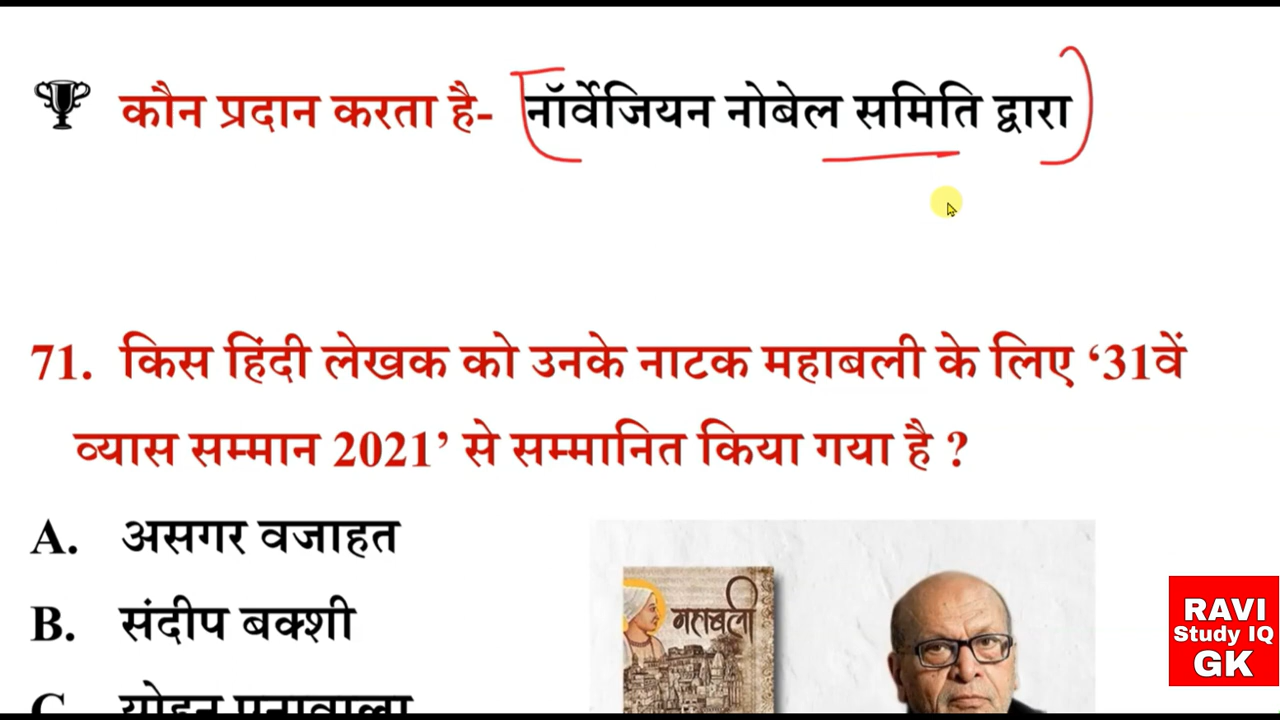 कौन प्रदान करता है- नॉर्वेजियन नोबेल समिति द्वारा
71. किस हिंदी लेखक को उनके नाटक महाबली के लिए ‘31वें
व्यास सम्मान 2021’ से सम्मानित किया गया है ?
A. असगर वजाहत
B. संदीप बक्शी
C.
महाबली
RAVI
Study IQ
GK